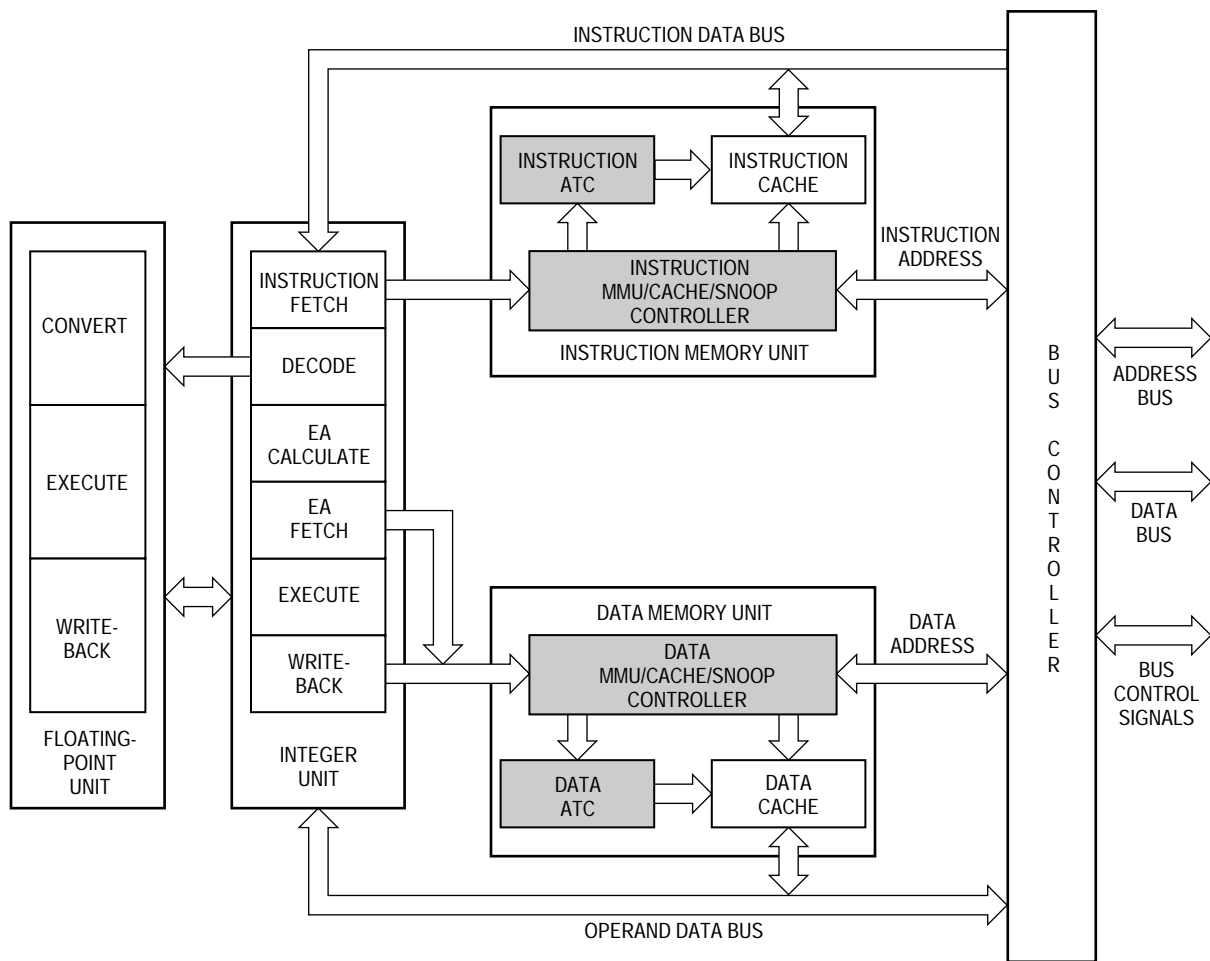 INSTRUCTION DATA BUS
INSTRUCTION
ATC
INSTRUCTION
CACHE
INSTRUCTION
MMU/CACHE/SNOOP
CONTROLLER
INSTRUCTION MEMORY UNIT
INSTRUCTION
ADDRESS
CONVERT
EXECUTE
WRITE-
BACK
FLOATING-
POINT
UNIT
INSTRUCTION
FETCH
DECODE
EA
CALCULATE
EA
FETCH
EXECUTE
WRITE-
BACK
INTEGER
UNIT
DATA MEMORY UNIT
DATA
MMU/CACHE/SNOOP
CONTROLLER
DATA
ATC
DATA
CACHE
DATA
ADDRESS
OPERAND DATA BUS
BUS CONTROLLER
ADDRESS
BUS
DATA
BUS
BUS
CONTROL
SIGNALS